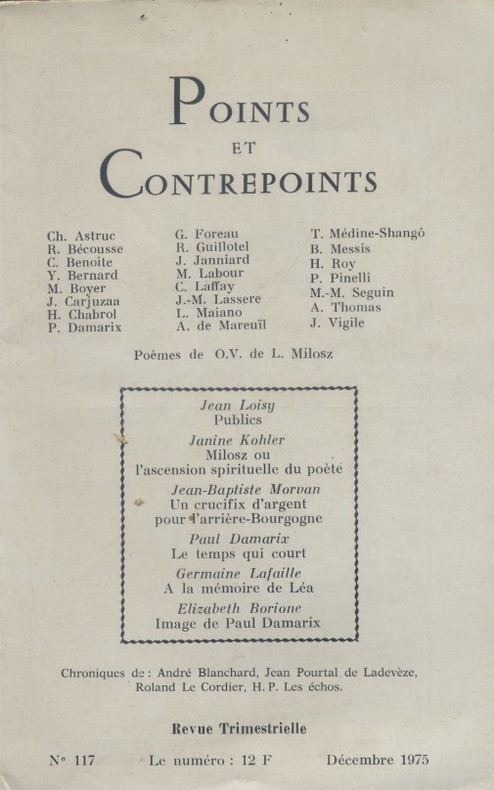 POINTS
ET
CONTREPOINTS
Ch. Astruc
R. Bécousse
C. Benoite
Y. Bernard
M. Boyer
J. Carjuzaa
H. Chabrol
P. Damarix
G. Foreau
R. Guillotel
J. Janniard
M. Labour
C. Laffay
J.-M. Lassere
L. Maiano
A. de Mareuïl
T. Médine-Shangô
B. Messis
H. Roy
P. Pinelli
M.-M. Seguin
A. Thomas
J. Vigile
Poèmes de O.V. de L. Milosz
Jean Loisy
Publics
Janine Kohler
Milosz ou
l'ascension spirituelle du poète
Jean-Baptiste Morvan
Un crucifix d'argent
pour l'arrière-Bourgogne
Paul Damarix
Le temps qui court
Germaine Lafaille
A la mémoire de Léa
Elizabeth Borione
Image de Paul Damarix
Chroniques de : André Blanchard, Jean Pourtal de Ladevèze,
Roland Le Cordier, H. P. Les échos.
Revue Trimestrielle
N° 117 Le numéro : 12 F Décembre 1975